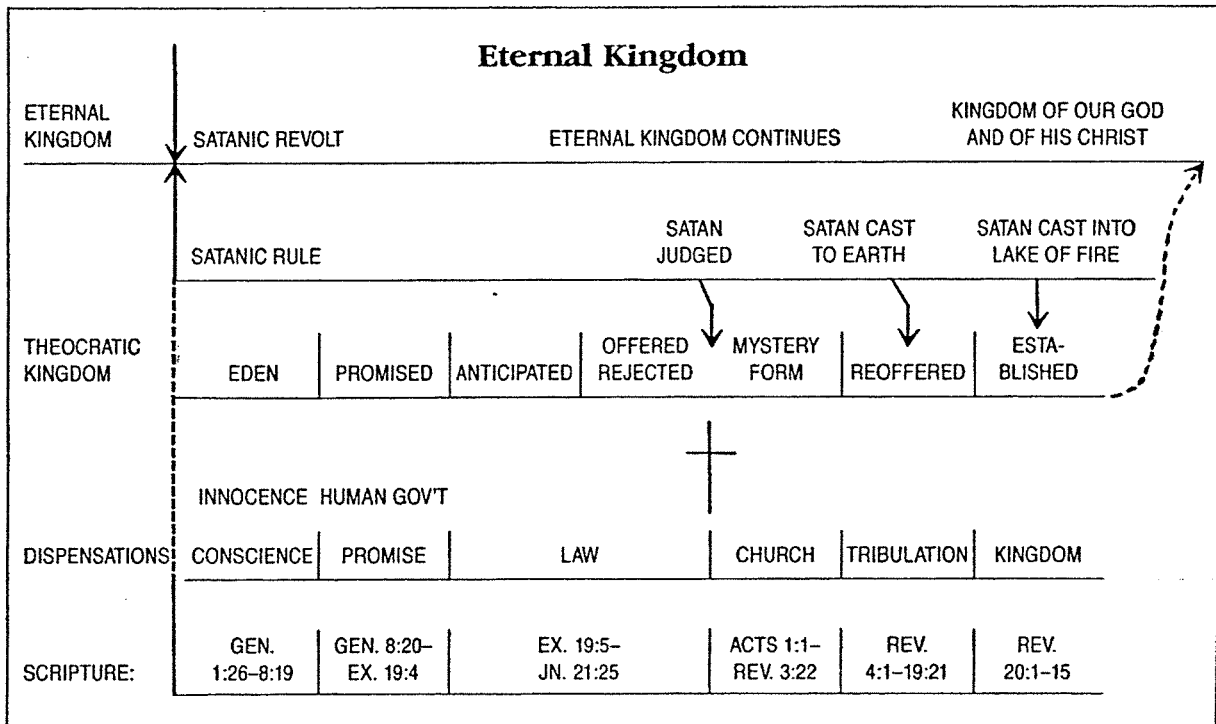 Eternal Kingdom
ETERNAL KINGDOM OF OUR GOD
KINGDOM SATANIC REVOLT ETERNAL KINGDOM CONTINUES AND OF HIS CHRIST
SATAN SATAN CAST SATAN CAST INTO
SATANIC RULE JUDGED TO EARTH LAKE OF FIRE
THEOCRATIC OFFERED MYSTERY ESTA-
KINGDOM EDEN PROMISED ANTICIPATED REJECTED FORM REOFFERED BLISHED
INNOCENCE HUMAN GOV'T
DISPENSATIONS CONSCIENCE PROMISE LAW CHURCH TRIBULATION KINGDOM
GEN. GEN. 8:20– EX. 19:5– ACTS 1:1– REV. REV.
SCRIPTURE: 1:26–8:19 EX. 19:4 JN. 21:25 REV. 3:22 4:1–19:21 20:1–15